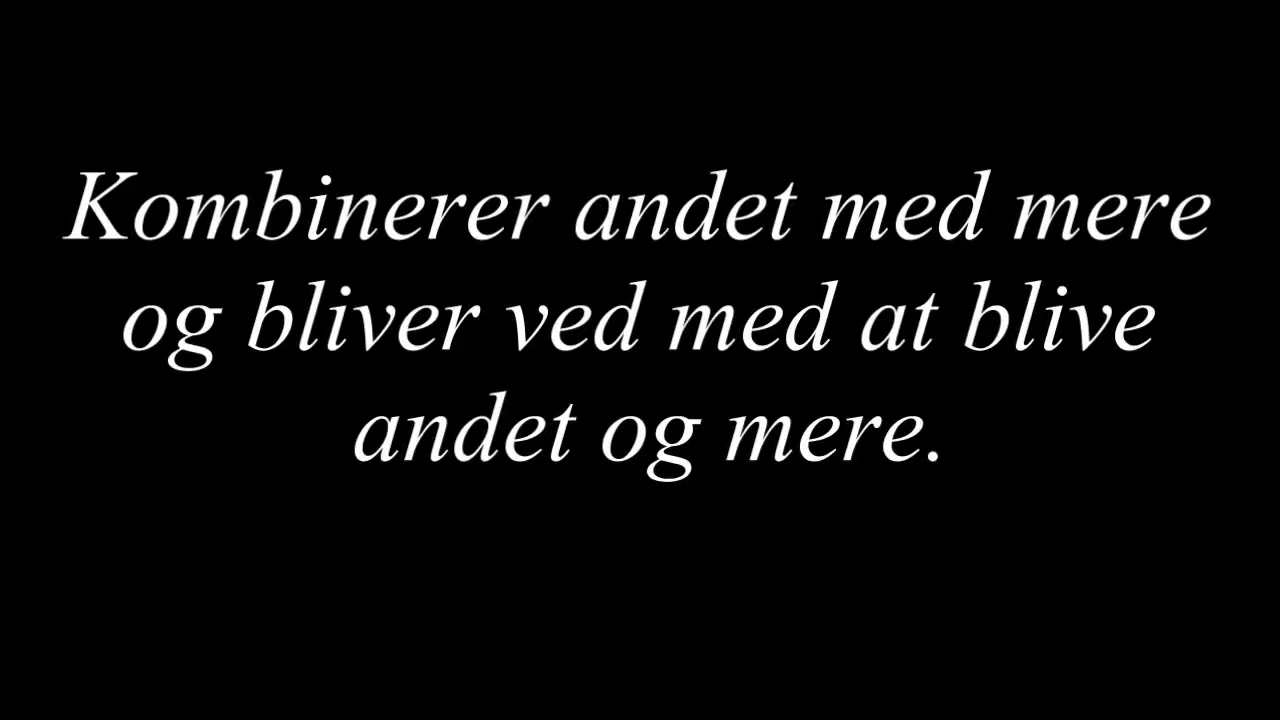 Kombinerer andet med mere
og bliver ved med at blive
andet og mere.